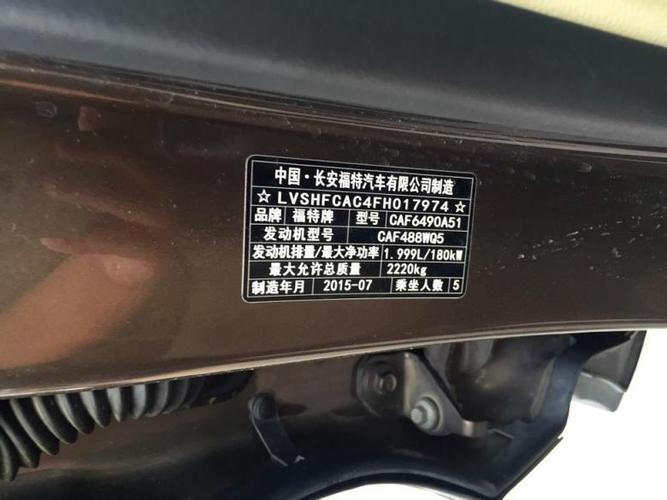 中国·长安福特汽车有限公司制造
☆LVSHFCAC4FH017974☆
品牌 福特牌 型号 CAF6490A51
发动机型号 CAF488WQ5
发动机排量/最大净功率 1.999L/180kW
最大允许总质量 2220kg
制造年月 2015-07 乘坐人数 5